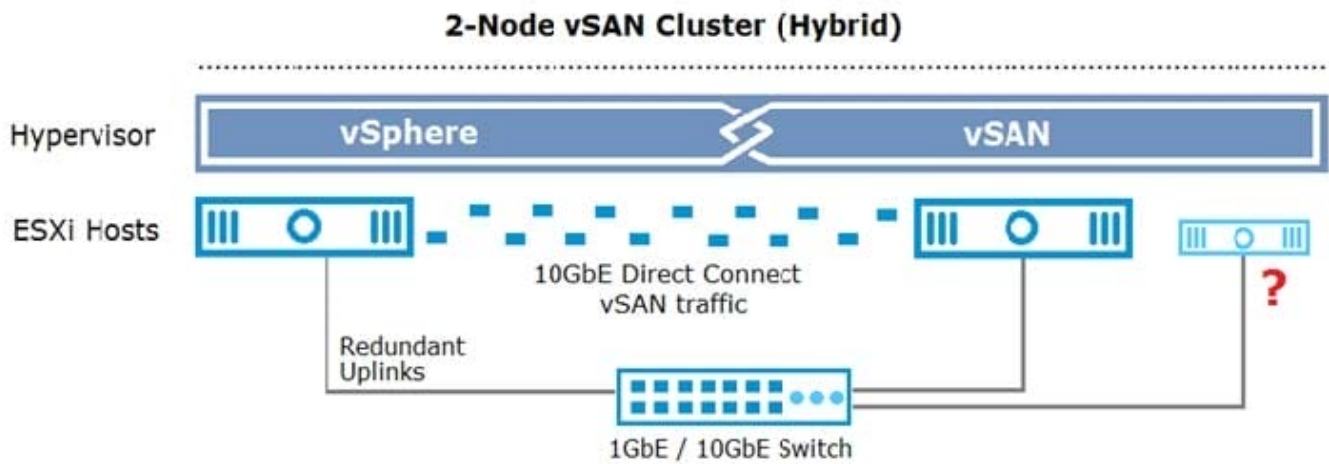 2-Node vSAN Cluster (Hybrid)
Hypervisor
vSphere
vSAN
ESXi Hosts
10GbE Direct Connect
vSAN traffic
?
Redundant
Uplinks
1GbE / 10GbE Switch